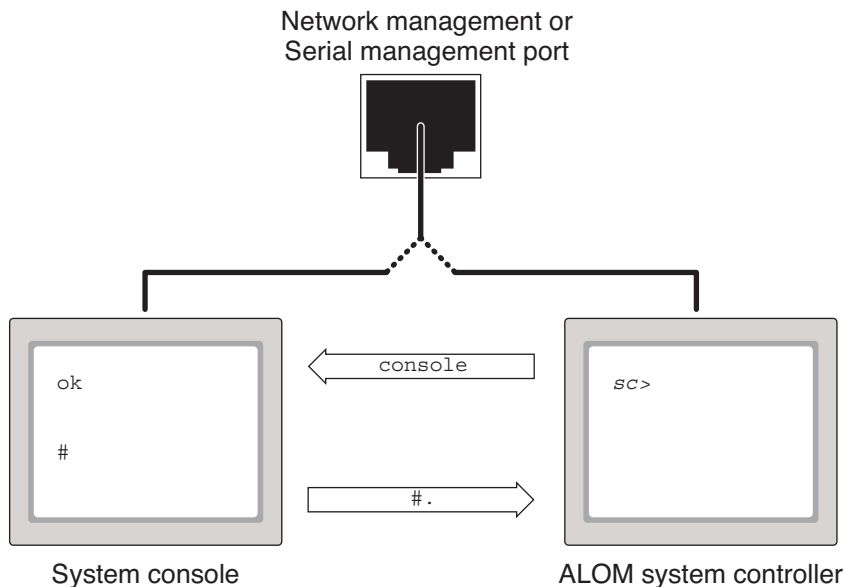 Network management or
Serial management port
console
ok
sc>
#
#.
System console
ALOM system controller